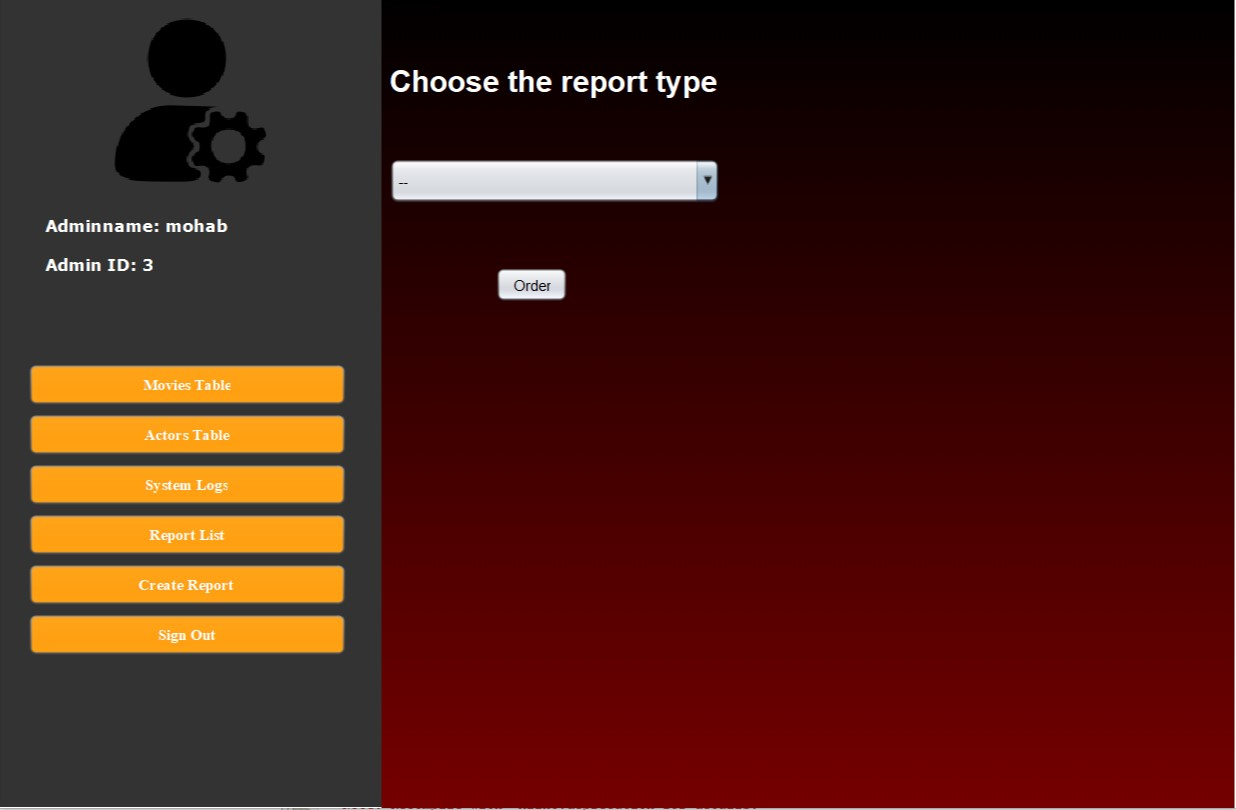 Choose the report type
--
Order
Adminname: mohab
Admin ID: 3
Movies Table
Actors Table
System Logs
Report List
Create Report
Sign Out